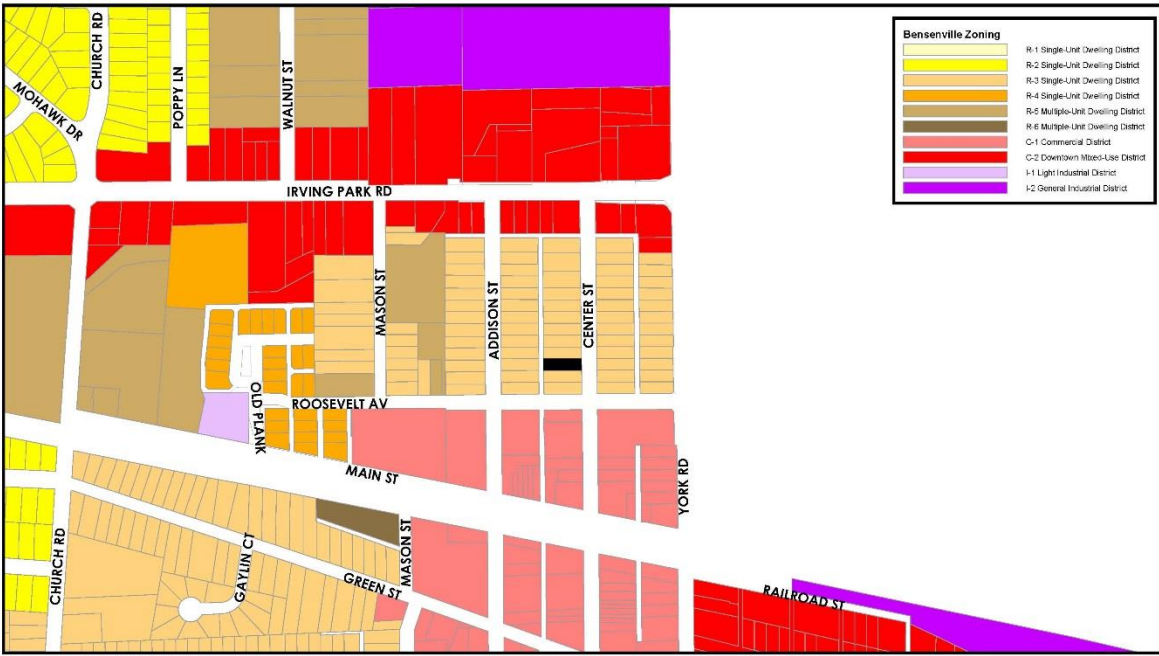 CHURCH RD
POPPY LN
WALNUT ST
MOHAWK DR
IRVING PARK RD
Bensenville Zoning
R-1 Single-Unit Dwelling District
R-2 Single-Unit Dwelling District
R-3 Single-Unit Dwelling District
R-4 Single-Unit Dwelling District
R-5 Multiple-Unit Dwelling District
R-6 Multiple-Unit Dwelling District
C-1 Commercial District
C-2 Downtown Mixed-Use District
I-1 Light Industrial District
I-2 General Industrial District
MASON ST
ADDISON ST
CENTER ST
OLD PLANK
ROOSEVELT AV
MAIN ST
YORK RD
CHURCH RD
GAYLIN CT
GREEN ST
MASON ST
RAILROAD ST